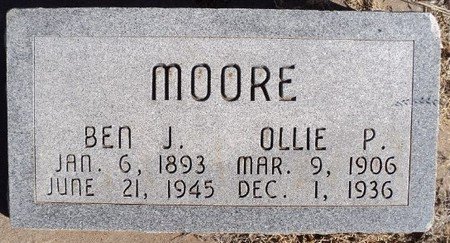 MOORE
BEN J. OLLIE P.
JAN. 6, 1893 MAR. 9, 1906
JUNE 21, 1945 DEC. 1, 1936